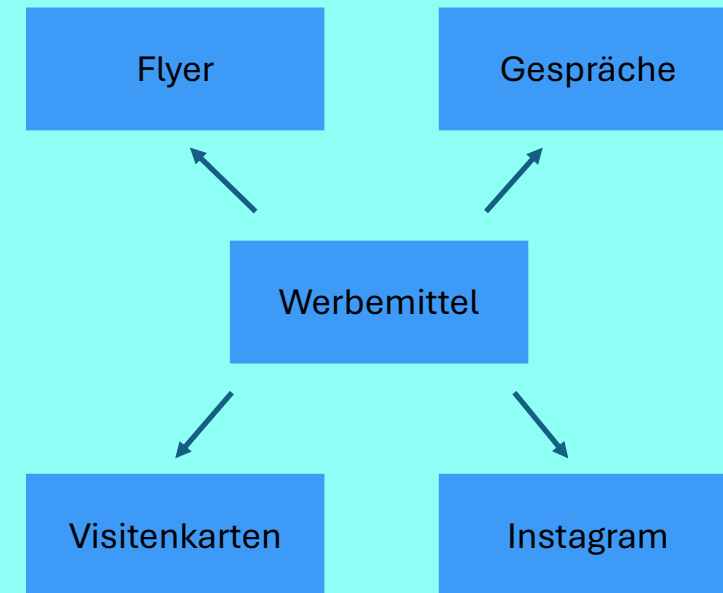 Flyer
Gespräche
Werbemittel
Visitenkarten
Instagram